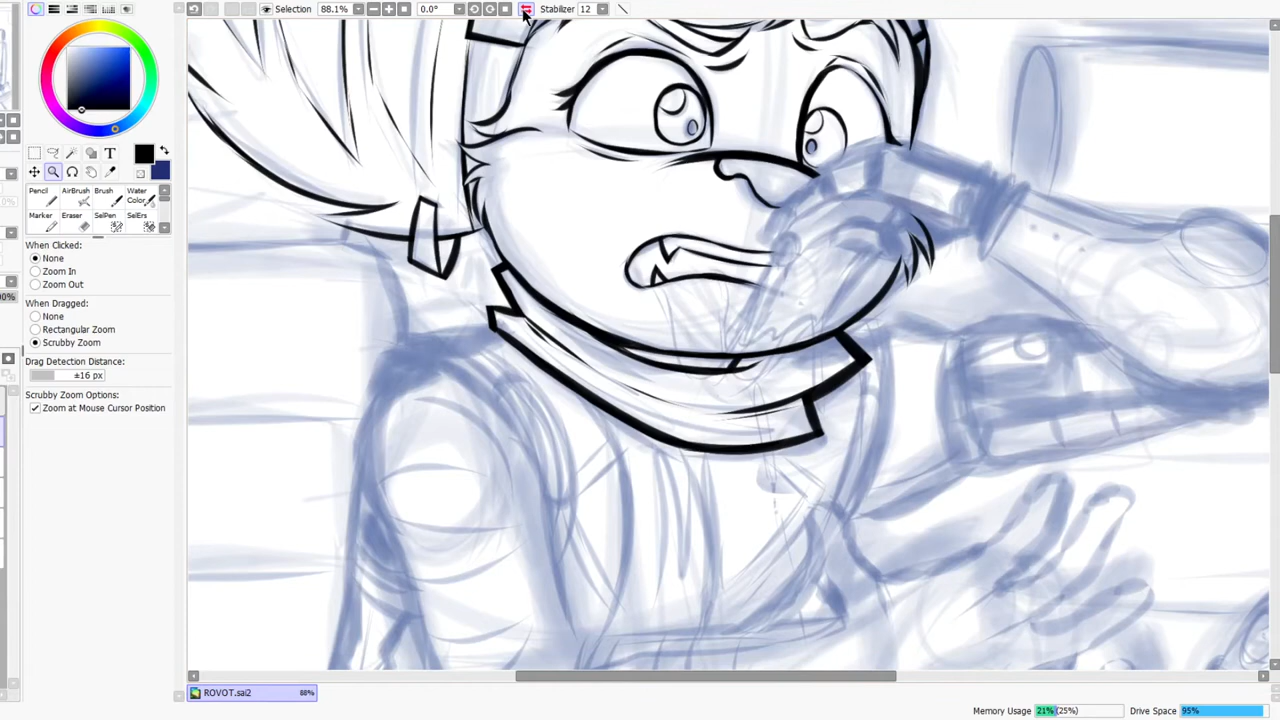 Selection 88.1% 0.0° Stabilizer 12
T
Pencil AirBrush Brush Water Color
Marker Eraser SelPen SelErs
When Clicked:
None
Zoom In
Zoom Out
When Dragged:
None
Rectangular Zoom
Scrubby Zoom
Drag Detection Distance:
±16 px
Scrubby Zoom Options:
Zoom at Mouse Cursor Position
ROVOT.sai2 88%
Memory Usage 21% (25%) Drive Space 95%